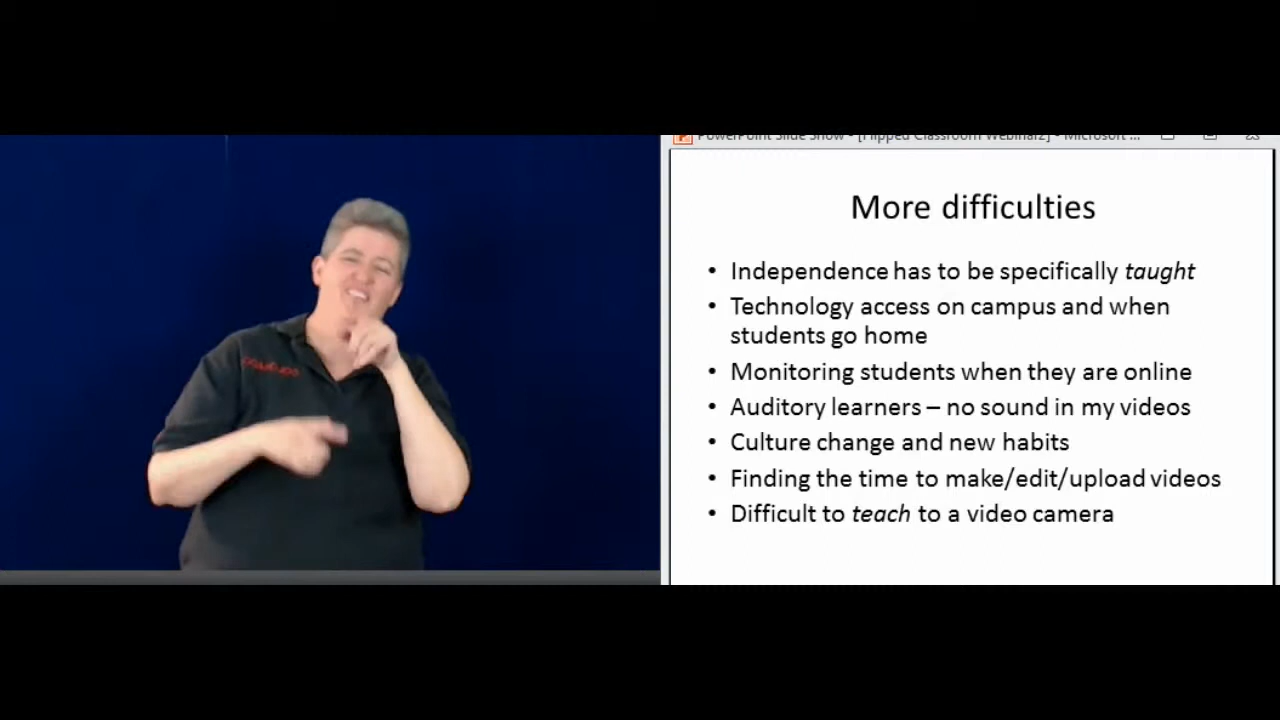 PowerPoint Slide Show - [Flipped Classroom Webinar2] - Microsoft ...
More difficulties
• Independence has to be specifically taught
• Technology access on campus and when
students go home
• Monitoring students when they are online
• Auditory learners – no sound in my videos
• Culture change and new habits
• Finding the time to make/edit/upload videos
• Difficult to teach to a video camera